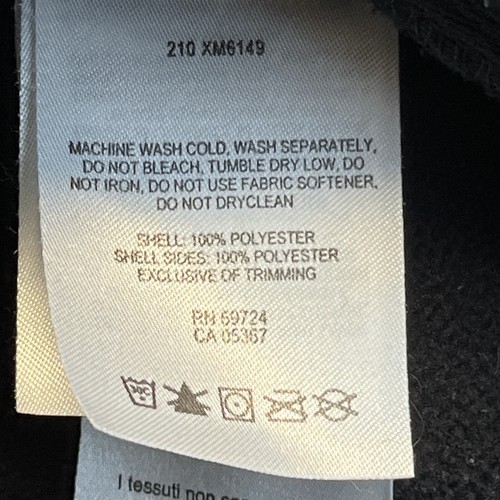 210 XM6149
MACHINE WASH COLD, WASH SEPARATELY,
DO NOT BLEACH, TUMBLE DRY LOW, DO
NOT IRON, DO NOT USE FABRIC SOFTENER,
DO NOT DRYCLEAN
SHELL: 100% POLYESTER
SHELL SIDES: 100% POLYESTER
EXCLUSIVE OF TRIMMING
RN 69724
CA 05367
30C
I tessuti non